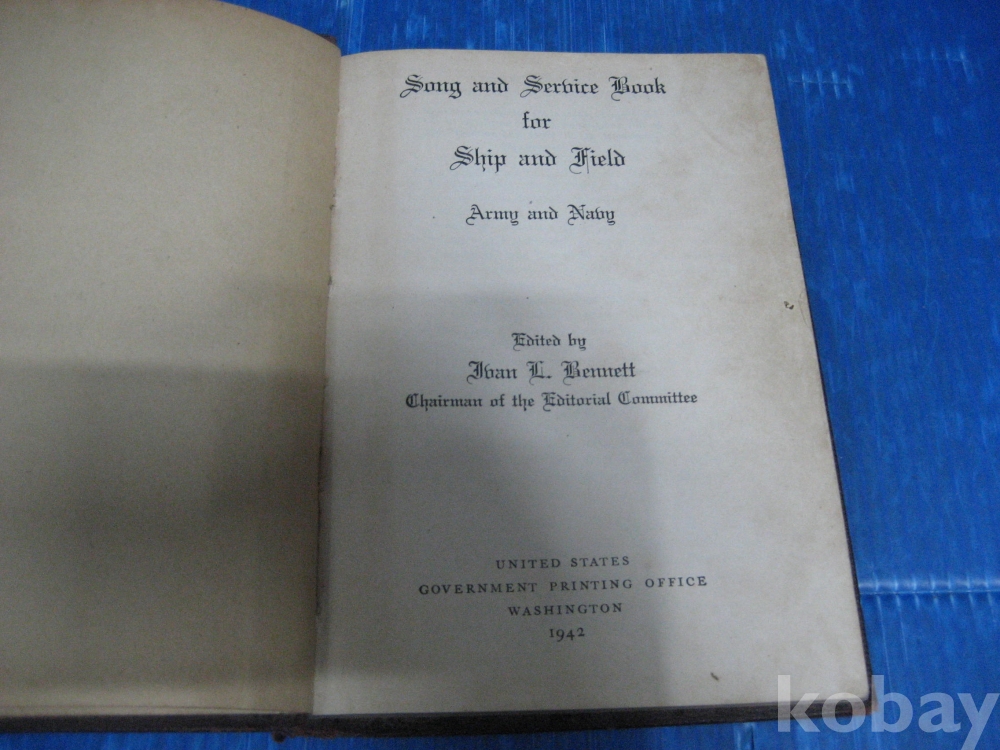 Song and Service Book
for
Ship and Field
Army and Navy
Edited by
Ivan L. Bennett
Chairman of the Editorial Committee
UNITED STATES
GOVERNMENT PRINTING OFFICE
WASHINGTON
1942
kobay